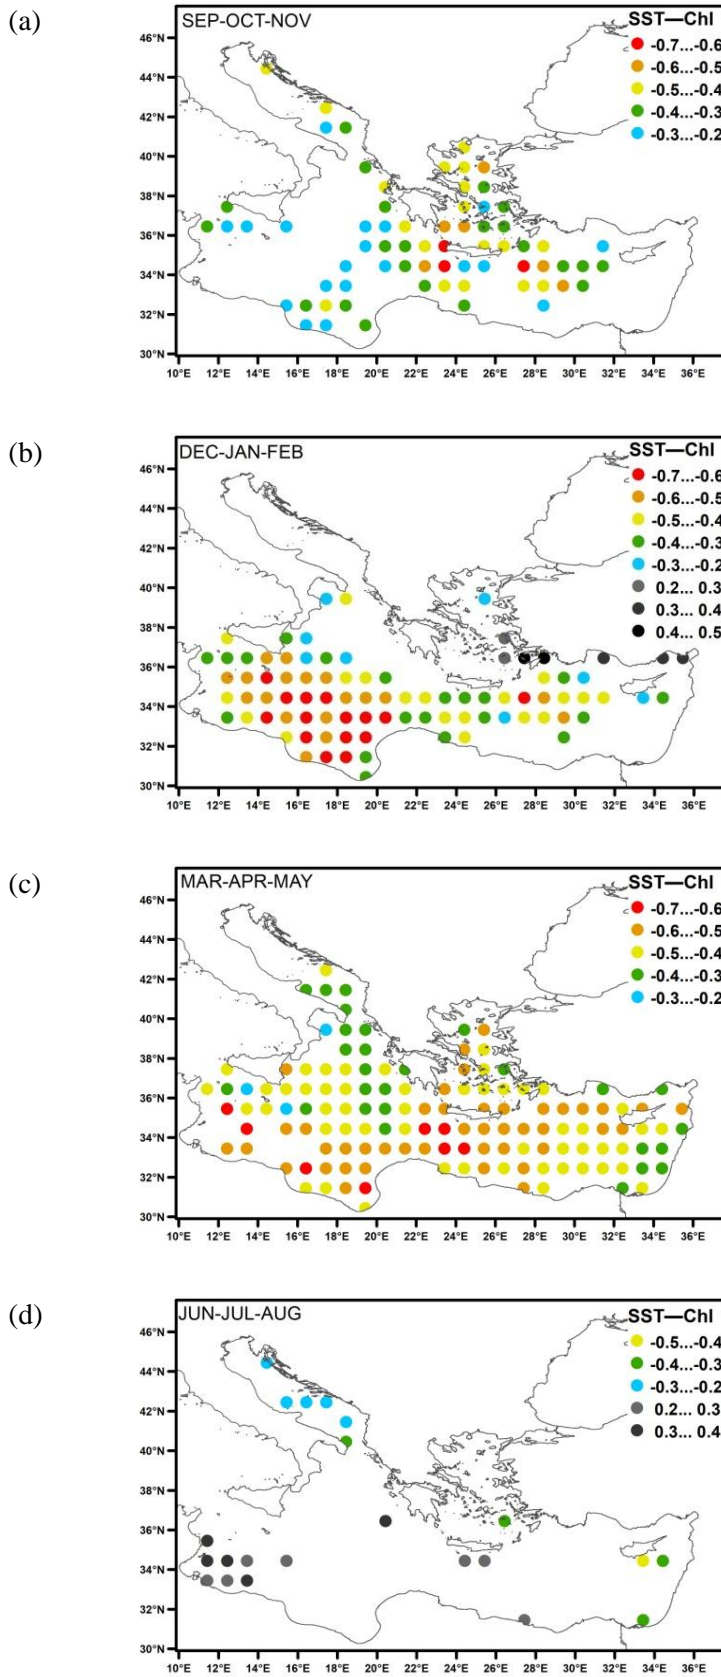 (a)
SEP-OCT-NOV
SST—Chl
-0.7...-0.6
-0.6...-0.5
-0.5...-0.4
-0.4...-0.3
-0.3...-0.2
46°N
44°N
42°N
40°N
38°N
36°N
34°N
32°N
30°N
10°E 12°E 14°E 16°E 18°E 20°E 22°E 24°E 26°E 28°E 30°E 32°E 34°E 36°E
(b)
DEC-JAN-FEB
SST—Chl
-0.7...-0.6
-0.6...-0.5
-0.5...-0.4
-0.4...-0.3
-0.3...-0.2
0.2... 0.3
0.3... 0.4
0.4... 0.5
46°N
44°N
42°N
40°N
38°N
36°N
34°N
32°N
30°N
10°E 12°E 14°E 16°E 18°E 20°E 22°E 24°E 26°E 28°E 30°E 32°E 34°E 36°E
(c)
MAR-APR-MAY
SST—Chl
-0.7...-0.6
-0.6...-0.5
-0.5...-0.4
-0.4...-0.3
-0.3...-0.2
46°N
44°N
42°N
40°N
38°N
36°N
34°N
32°N
30°N
10°E 12°E 14°E 16°E 18°E 20°E 22°E 24°E 26°E 28°E 30°E 32°E 34°E 36°E
(d)
JUN-JUL-AUG
SST—Chl
-0.5...-0.4
-0.4...-0.3
-0.3...-0.2
0.2... 0.3
0.3... 0.4
46°N
44°N
42°N
40°N
38°N
36°N
34°N
32°N
30°N
10°E 12°E 14°E 16°E 18°E 20°E 22°E 24°E 26°E 28°E 30°E 32°E 34°E 36°E